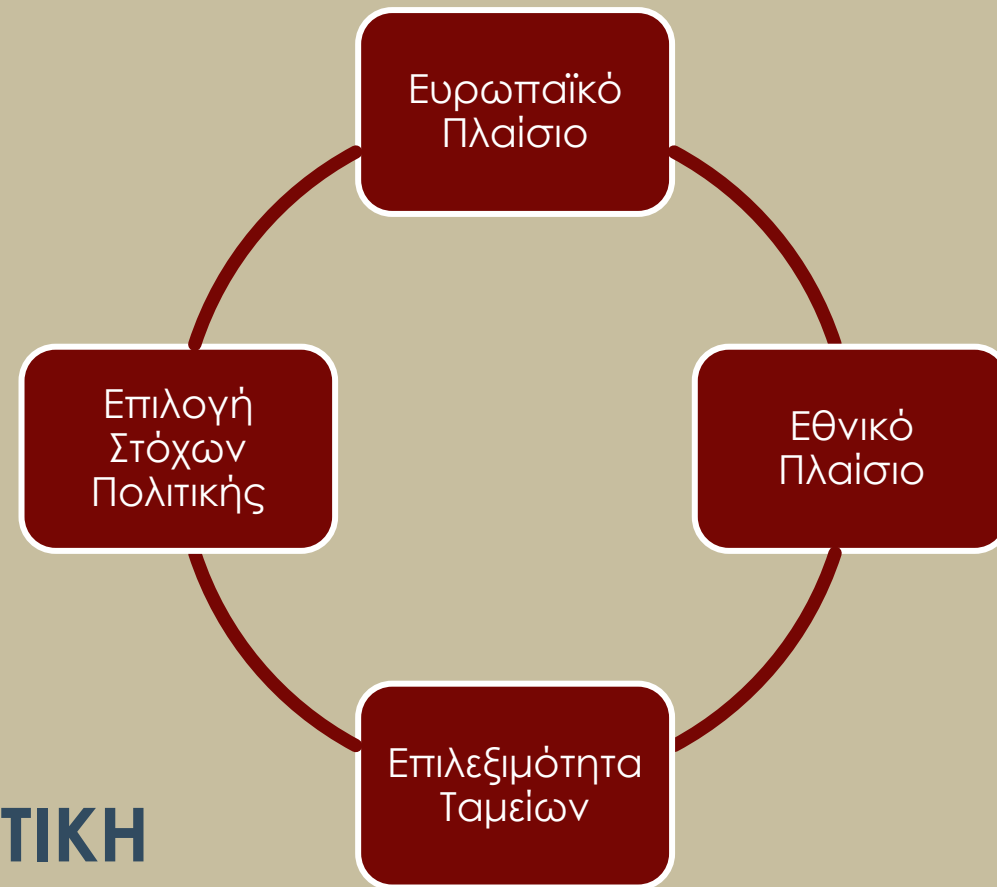 Ευρωπαϊκό
Πλαίσιο
Επιλογή
Στόχων
Πολιτικής
Εθνικό
Πλαίσιο
Επιλεξιμότητα
Ταμείων
ΤΙΚΗ